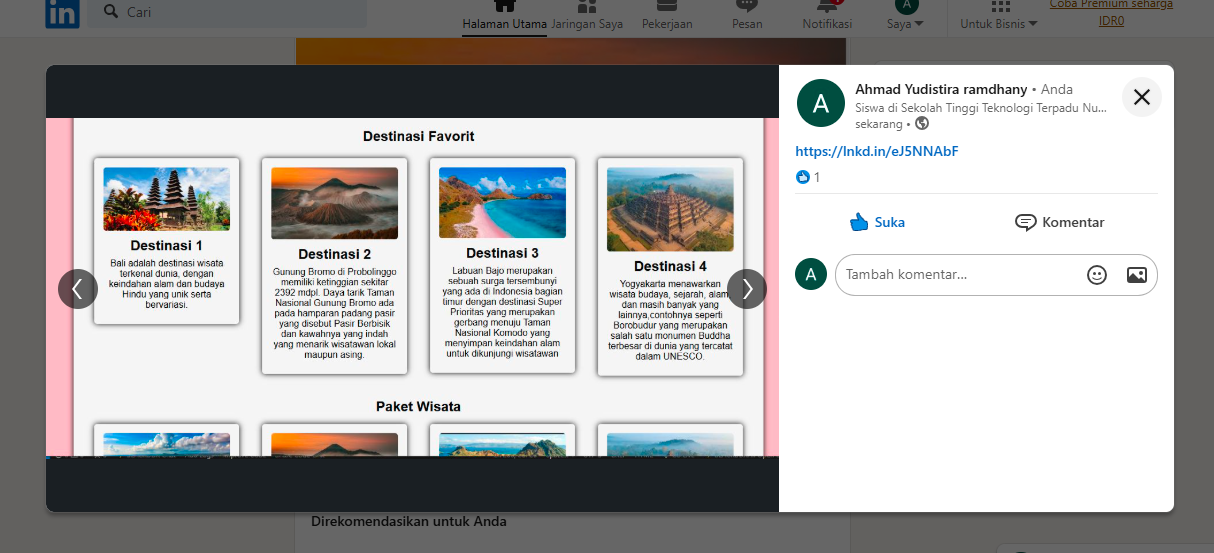 in
Cari
Halaman Utama
Jaringan Saya
Pekerjaan
Pesan
Notifikasi
A
Saya
Untuk Bisnis
Coba Premium seharga
IDR0
Destinasi Favorit
Destinasi 1
Bali adalah destinasi wisata
terkenal dunia, dengan
keindahan alam dan budaya
Hindu yang unik serta
bervariasi.
Destinasi 2
Gunung Bromo di Probolinggo
memiliki ketinggian sekitar
2392 mdpl. Daya tarik Taman
Nasional Gunung Bromo ada
pada hamparan padang pasir
yang disebut Pasir Berbisik
dan kawahnya yang indah
yang menarik wisatawan lokal
maupun asing.
Destinasi 3
Labuan Bajo merupakan
sebuah surga tersembunyi
yang ada di Indonesia bagian
timur dengan destinasi Super
Prioritas yang merupakan
gerbang menuju Taman
Nasional Komodo yang
menyimpan keindahan alam
untuk dikunjungi wisatawan
Destinasi 4
Yogyakarta menawarkan
wisata budaya, sejarah, alam
dan masih banyak yang
lainnya,contohnya seperti
Borobudur yang merupakan
salah satu monumen Buddha
terbesar di dunia yang tercatat
dalam UNESCO.
Paket Wisata
A
Ahmad Yudistira ramdhany • Anda
Siswa di Sekolah Tinggi Teknologi Terpadu Nu...
sekarang •
https://lnkd.in/eJ5NNAbF
1
Suka
Komentar
A
Tambah komentar...
Direkomendasikan untuk Anda